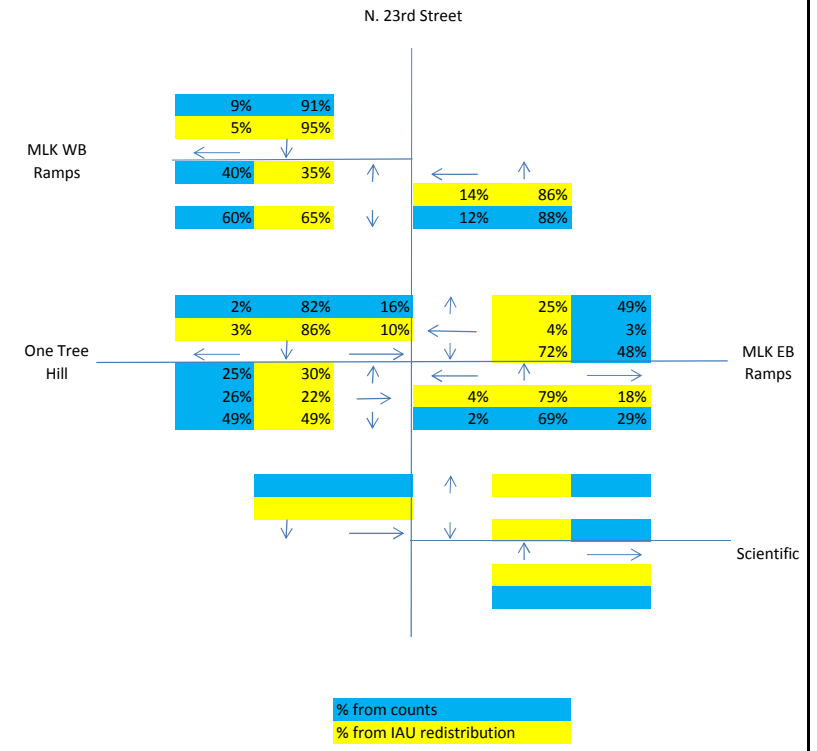 N. 23rd Street
9% 91%
5% 95%
MLK WB
Ramps
40% 35%
14% 86%
60% 65%
12% 88%
2% 82% 16%
25% 49%
3% 86% 10%
4% 3%
72% 48%
One Tree
Hill
MLK EB
Ramps
25% 30%
26% 22%
4% 79% 18%
49% 49%
2% 69% 29%
Scientific
% from counts
% from IAU redistribution